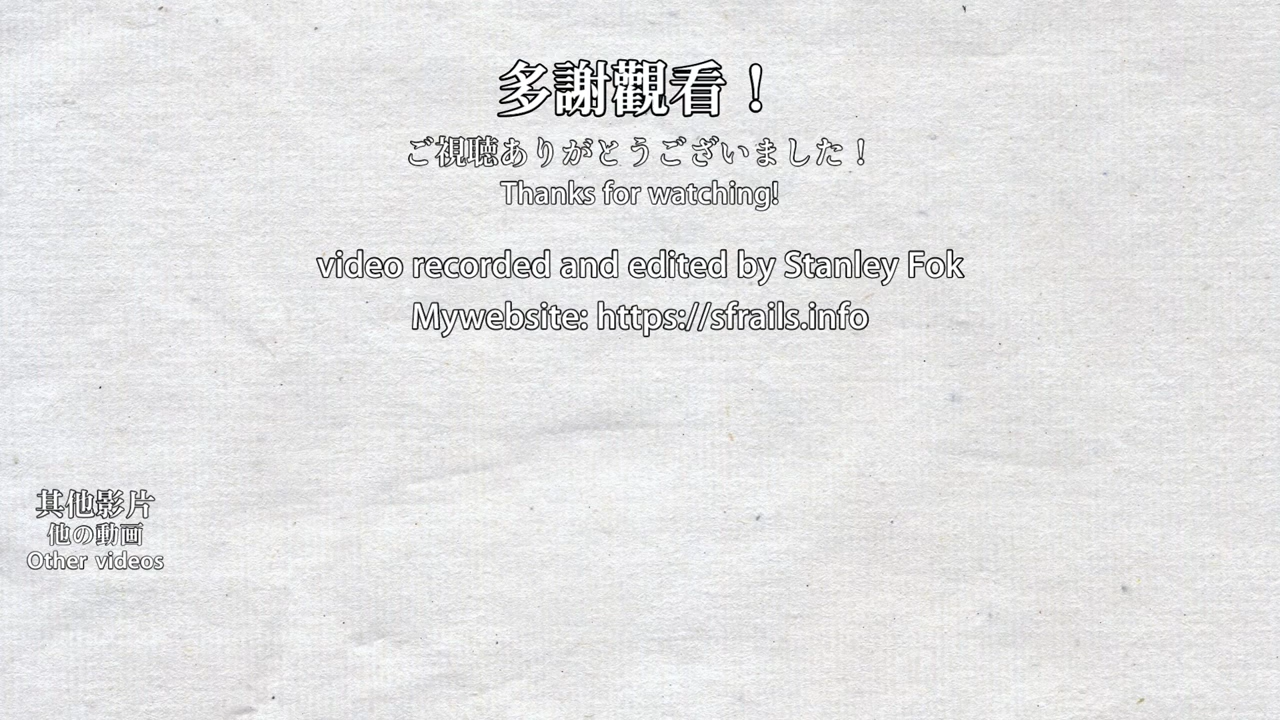 多謝觀看！
ご視聴ありがとうございました！
Thanks for watching!
video recorded and edited by Stanley Fok
Mywebsite: https://sfrails.info
其他影片
他の動画
Other videos